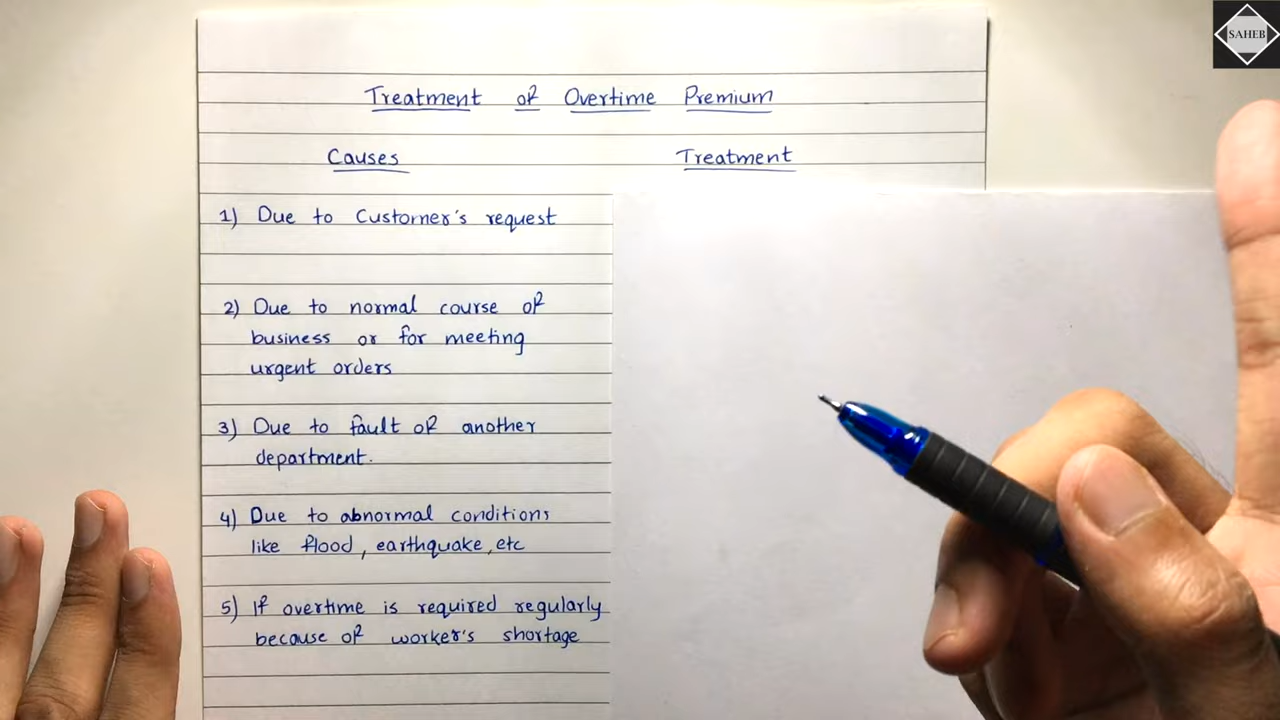 SAHEB
Treatment of Overtime Premium
Causes Treatment
1) Due to Customer's request
2) Due to normal course of
business or for meeting
urgent orders
3) Due to fault of another
department.
4) Due to abnormal conditions
like flood, earthquake, etc
5) If overtime is required regularly
because of worker's shortage